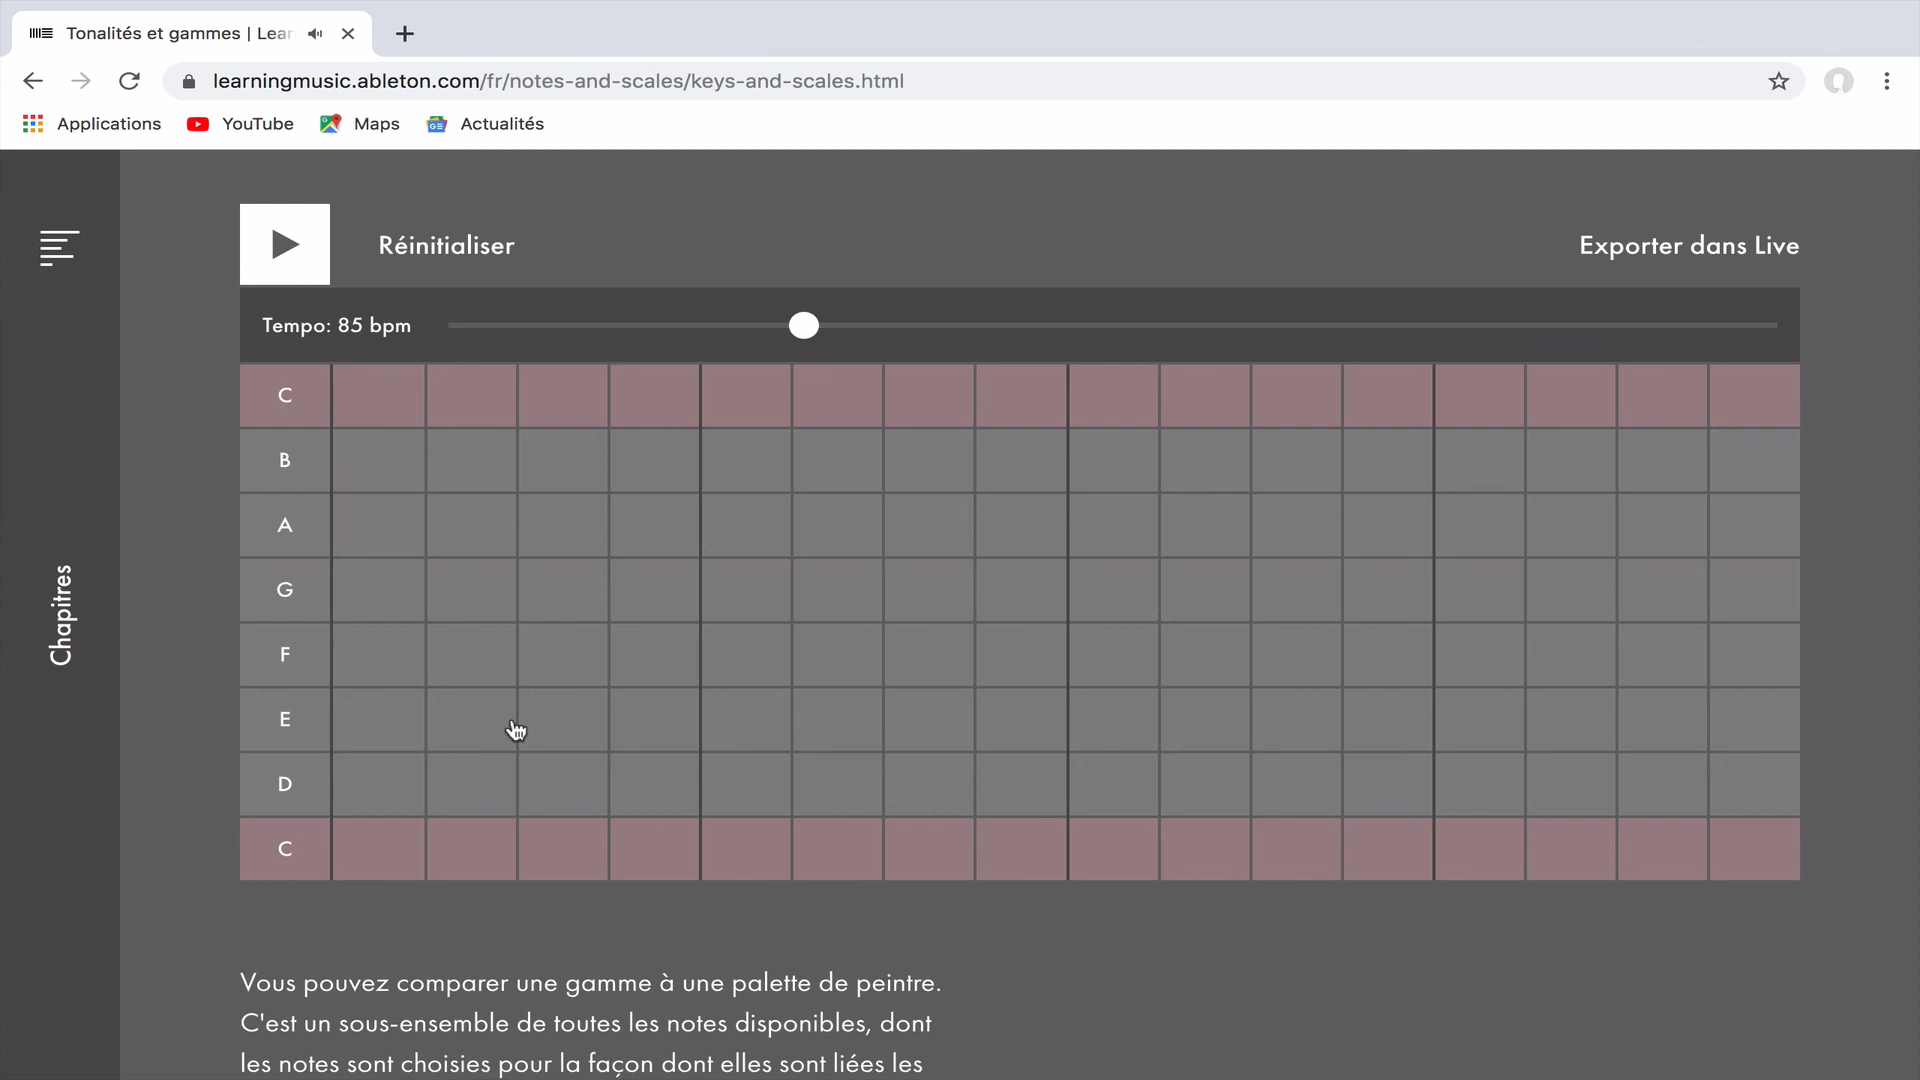 Tonalités et gammes | Lear
learningmusic.ableton.com/fr/notes-and-scales/keys-and-scales.html
Applications YouTube Maps Actualités
Réinitialiser Exporter dans Live
Tempo: 85 bpm
C
B
A
G
F
E
D
C
Chapitres
Vous pouvez comparer une gamme à une palette de peintre.
C'est un sous-ensemble de toutes les notes disponibles, dont
les notes sont choisies pour la façon dont elles sont liées les